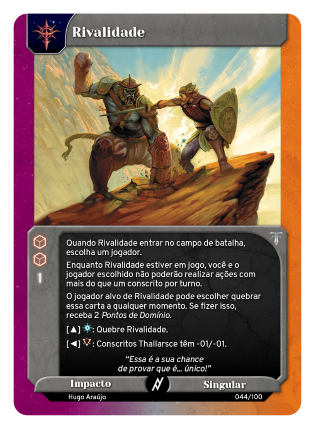 Rivalidade
Quando Rivalidade entrar no campo de batalha,
escolha um jogador.
Enquanto Rivalidade estiver em jogo, você e o
jogador escolhido não poderão realizar ações com
mais do que um conscrito por turno.
O jogador alvo de Rivalidade pode escolher quebrar
essa carta a qualquer momento. Se fizer isso,
receba 2 Pontos de Domínio.
[▲] : Quebre Rivalidade.
[◀] : Conscritos Thallarsce têm -01/-01.
"Essa é a sua chance
de provar que é... único!"
Impacto Singular
Hugo Araújo 044/100